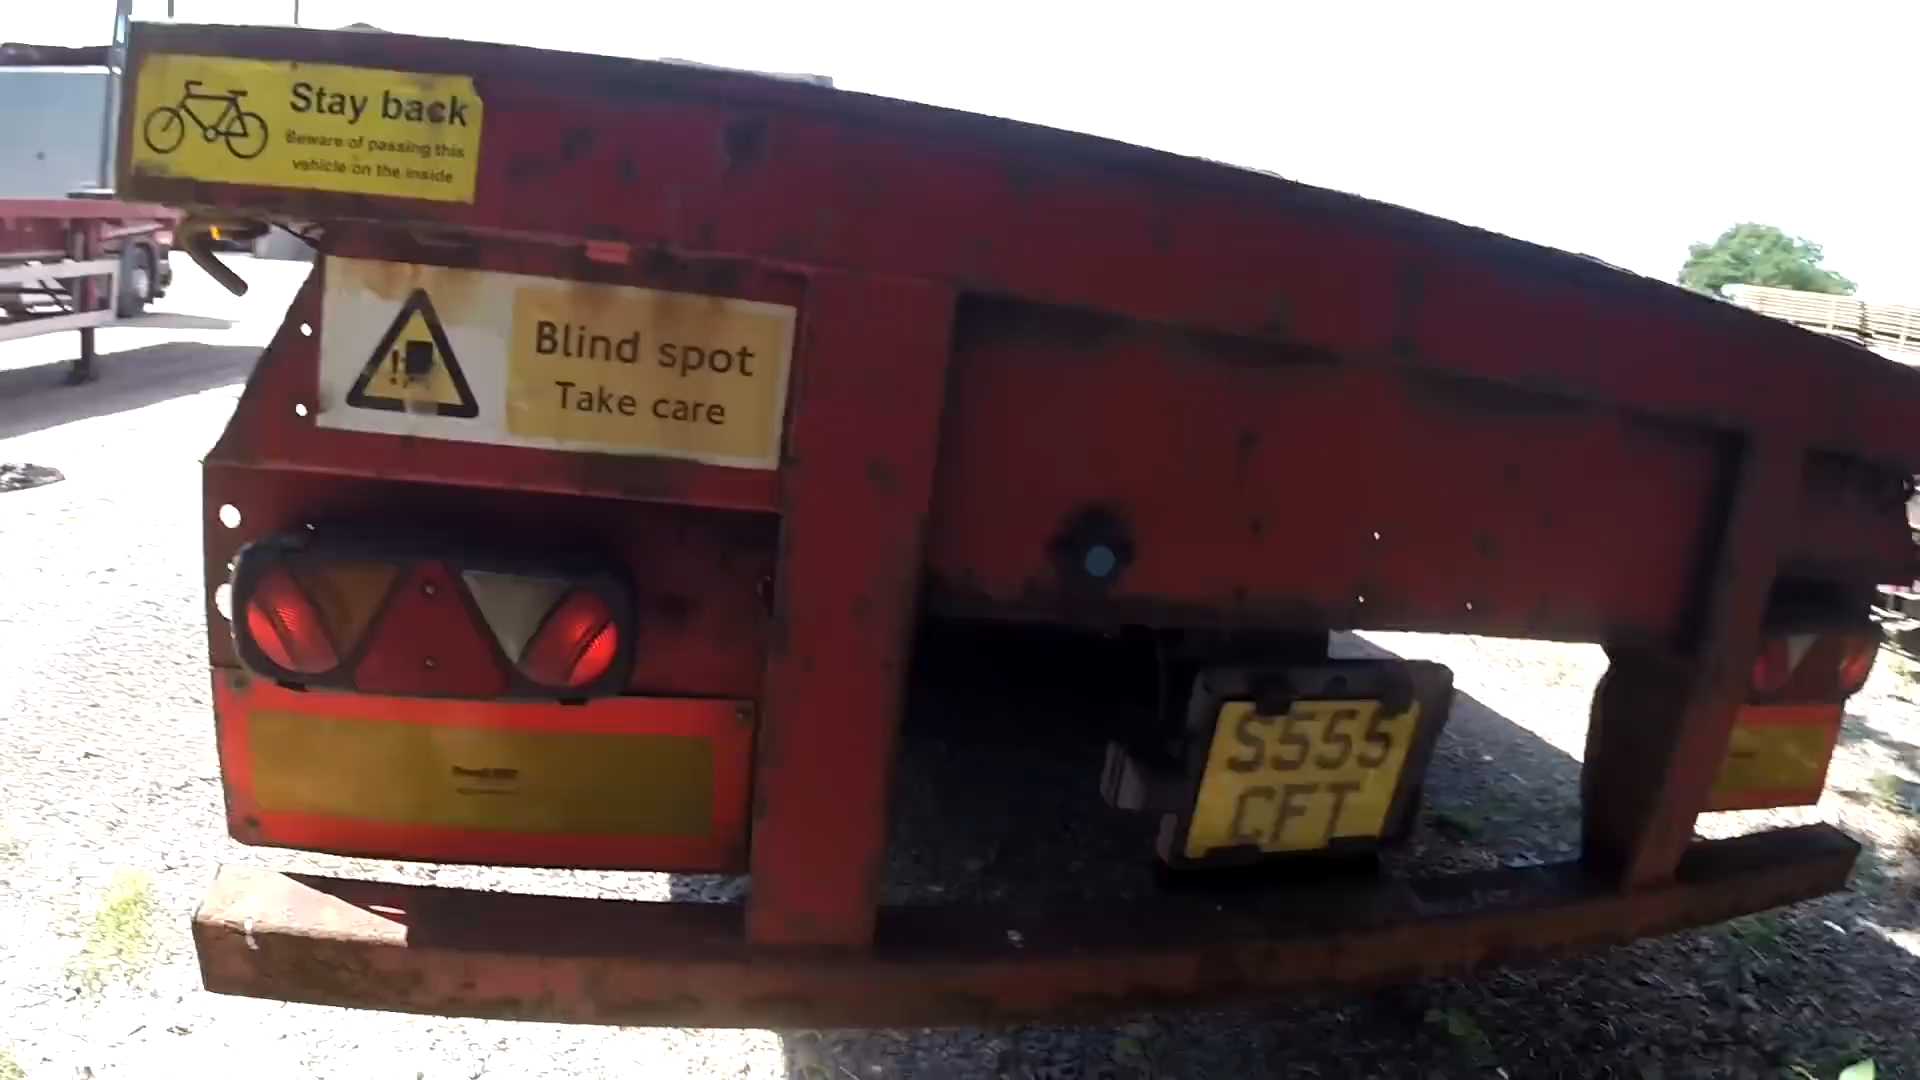 Stay back
Beware of passing this
vehicle on the inside
Blind spot
Take care
S555
CFT